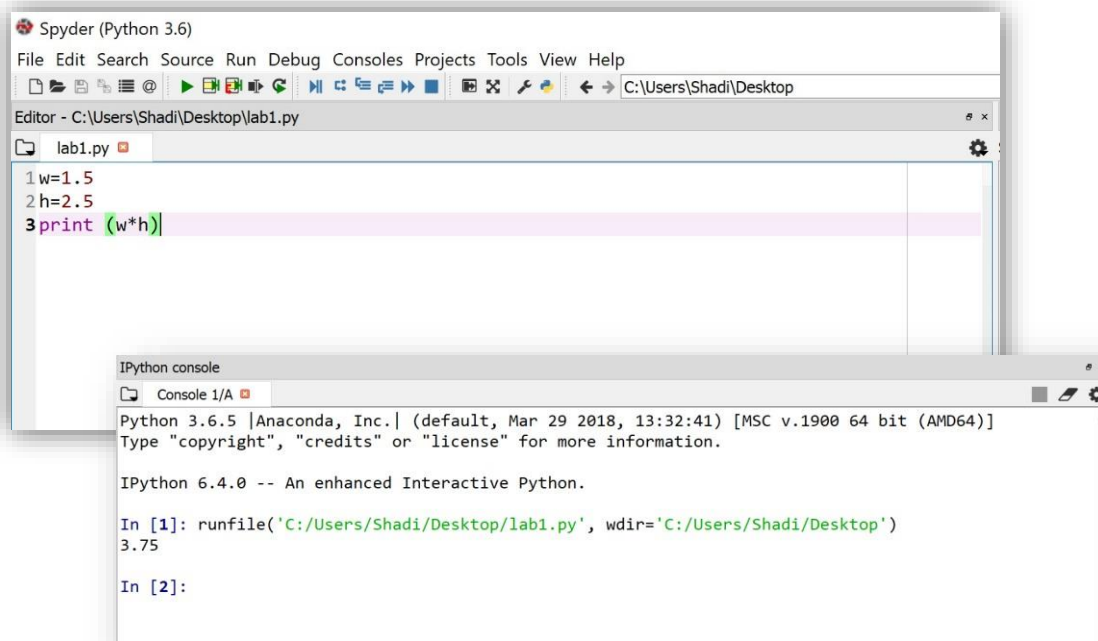 Spyder (Python 3.6)
File Edit Search Source Run Debug Consoles Projects Tools View Help
C:\Users\Shadi\Desktop
Editor - C:\Users\Shadi\Desktop\lab1.py
lab1.py
1 w=1.5
2 h=2.5
3 print (w*h)
IPython console
Console 1/A
Python 3.6.5 |Anaconda, Inc.| (default, Mar 29 2018, 13:32:41) [MSC v.1900 64 bit (AMD64)]
Type "copyright", "credits" or "license" for more information.
IPython 6.4.0 -- An enhanced Interactive Python.
In [1]: runfile('C:/Users/Shadi/Desktop/lab1.py', wdir='C:/Users/Shadi/Desktop')
3.75
In [2]: